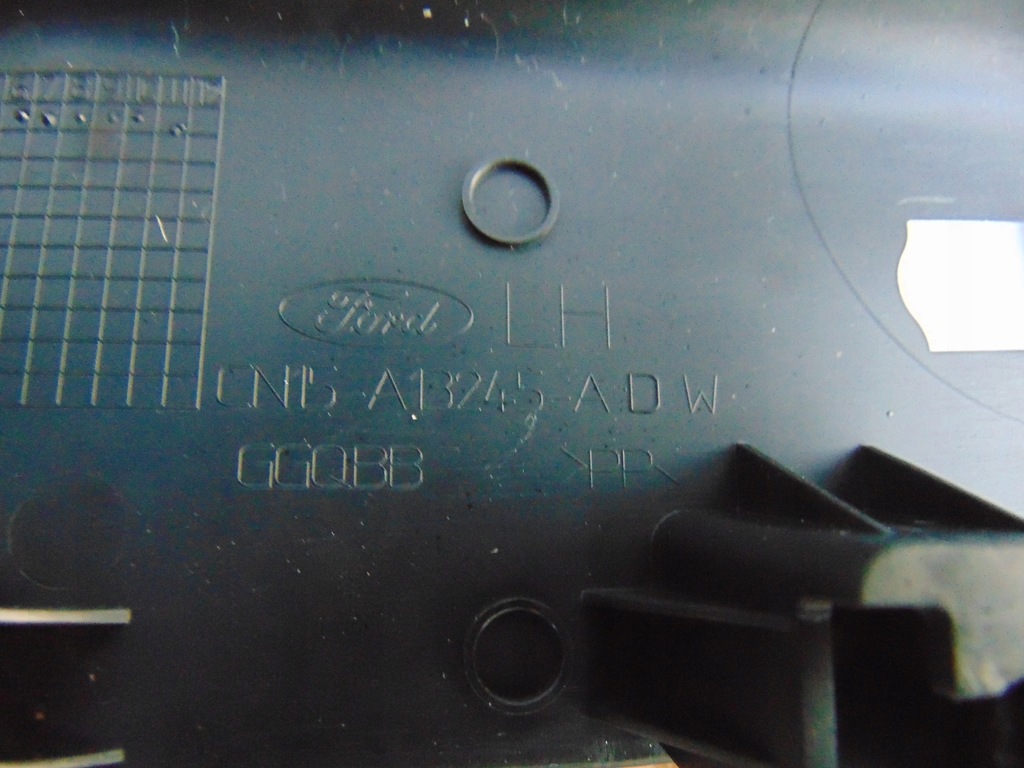 Ford LH
CN15-A13245-ADW
GGQBB >PP<